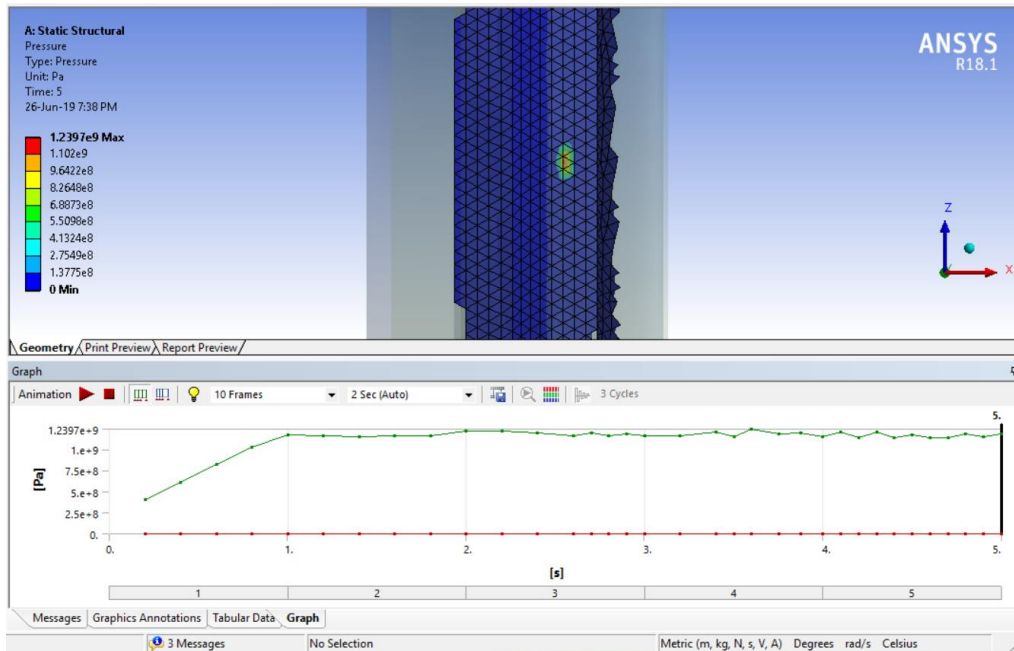 A: Static Structural
Pressure
Type: Pressure
Unit: Pa
Time: 5
26-Jun-19 7:38 PM
1.2397e9 Max
1.102e9
9.6422e8
8.2648e8
6.8873e8
5.5098e8
4.1324e8
2.7549e8
1.3775e8
0 Min
ANSYS
R18.1
Z
X
Geometry Print Preview Report Preview
Graph
Animation 10 Frames 2 Sec (Auto) 3 Cycles
5.
1.2397e+9
1.e+9
7.5e+8
5.e+8
2.5e+8
0.
[Pa]
0. 1. 2. 3. 4. 5.
[s]
1 2 3 4 5
Messages Graphics Annotations Tabular Data Graph
3 Messages No Selection Metric (m, kg, N, s, V, A) Degrees rad/s Celsius